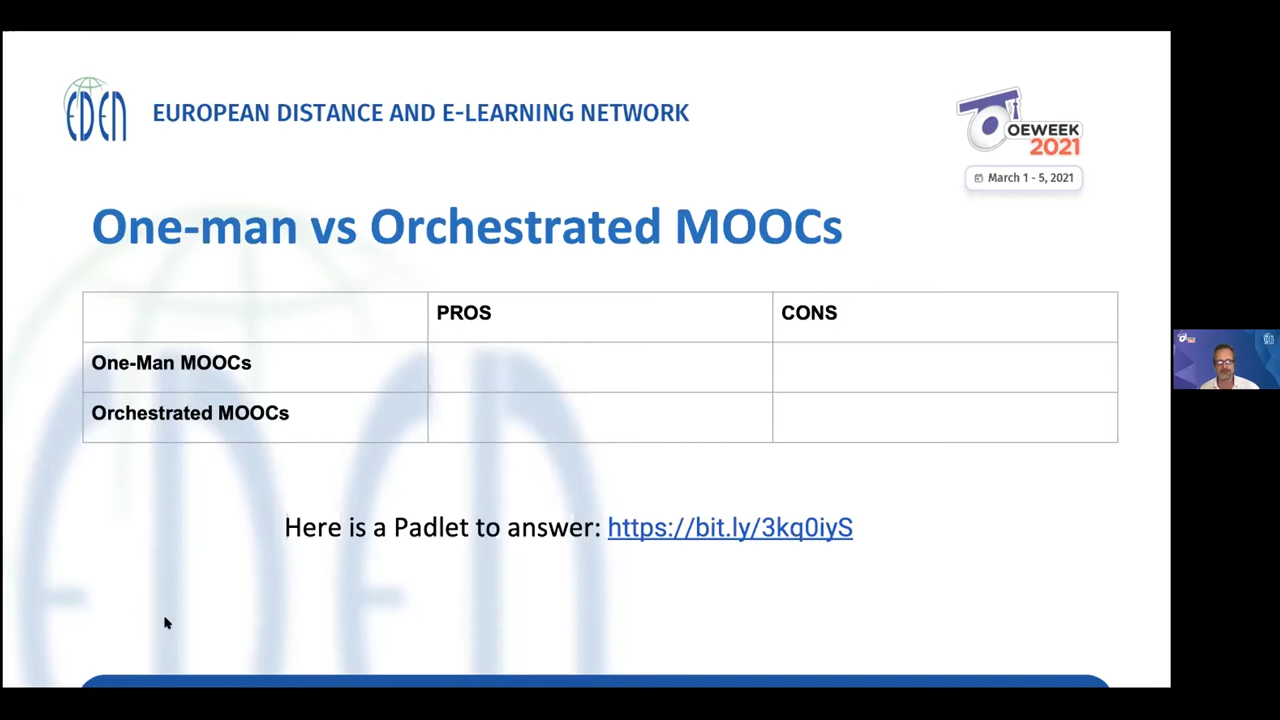 EDEN
EUROPEAN DISTANCE AND E-LEARNING NETWORK
OEWEEK
2021
March 1 - 5, 2021
One-man vs Orchestrated MOOCs
PROS
CONS
One-Man MOOCs
Orchestrated MOOCs
Here is a Padlet to answer: https://bit.ly/3kq0iyS